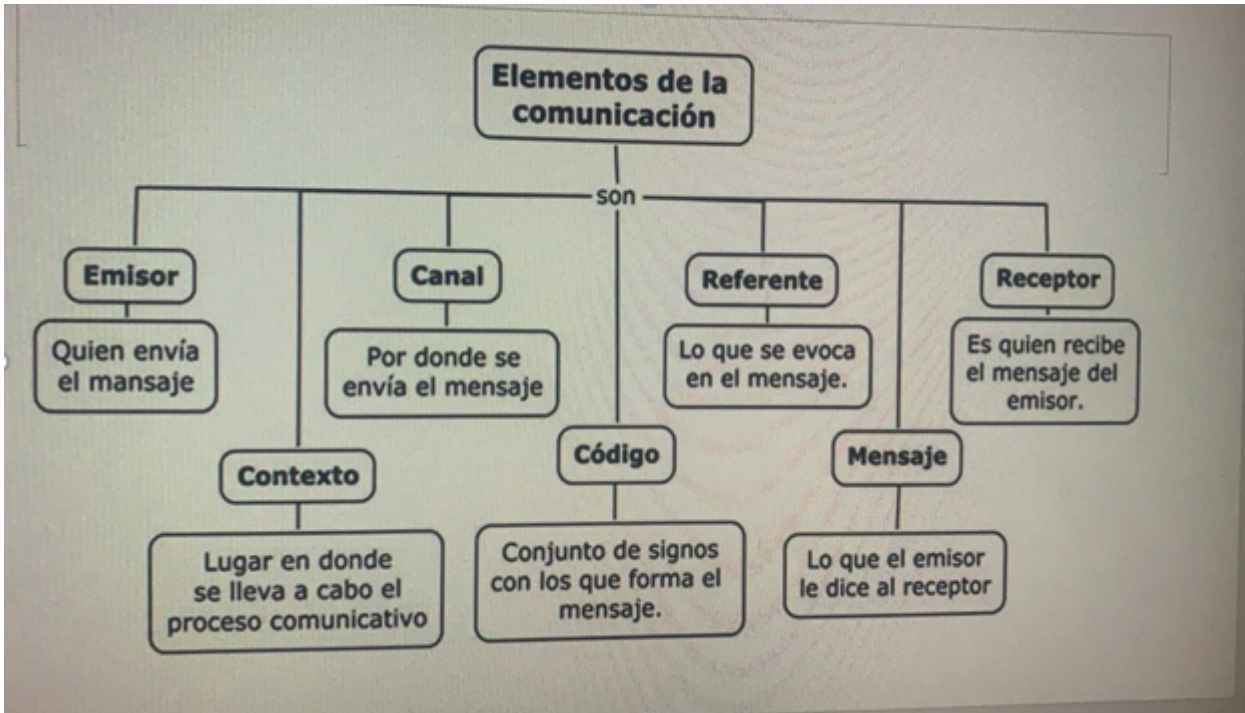 Elementos de la
comunicación
son
Emisor
Quien envía
el mansaje
Contexto
Lugar en donde
se lleva a cabo el
proceso comunicativo
Canal
Por donde se
envía el mensaje
Código
Conjunto de signos
con los que forma el
mensaje.
Referente
Lo que se evoca
en el mensaje.
Mensaje
Lo que el emisor
le dice al receptor
Receptor
Es quien recibe
el mensaje del
emisor.